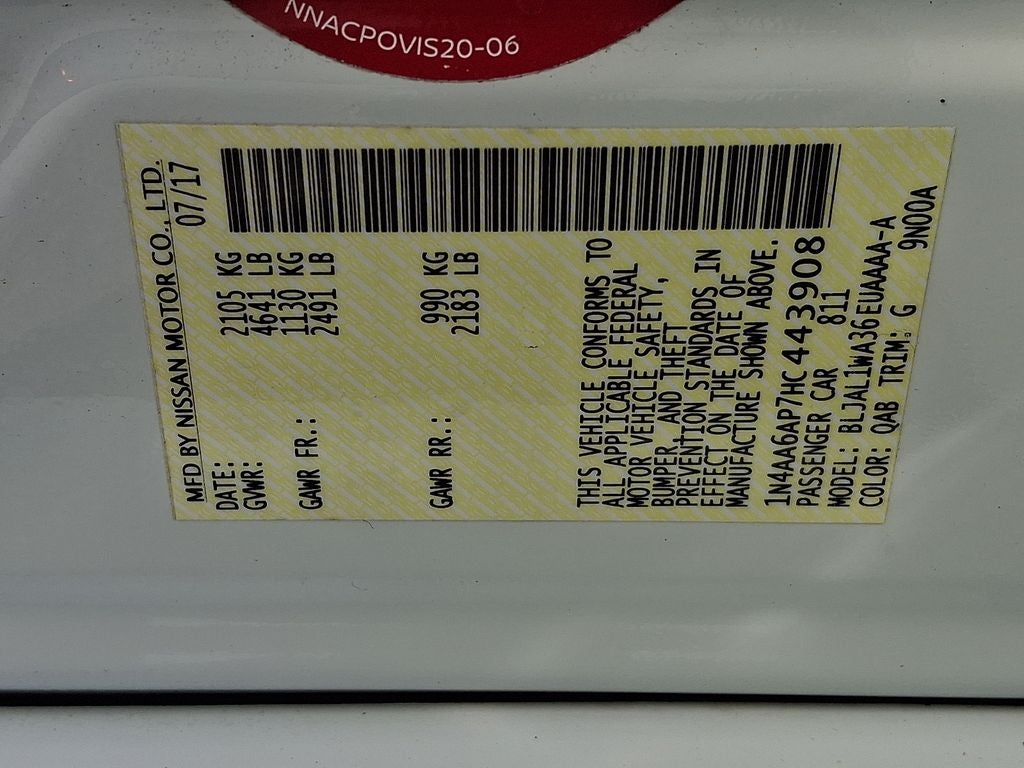 NNACPOVIS20-06
MFD BY NISSAN MOTOR CO., LTD.
DATE: 07/17
GVWR: 2105 KG
4641 LB
GAWR FR.: 1130 KG
2491 LB
GAWR RR.: 990 KG
2183 LB
THIS VEHICLE CONFORMS TO
ALL APPLICABLE FEDERAL
MOTOR VEHICLE SAFETY,
BUMPER, AND THEFT
PREVENTION STANDARDS IN
EFFECT ON THE DATE OF
MANUFACTURE SHOWN ABOVE.
1N4AA6AP7HC443908
PASSENGER CAR 811
MODEL: BLJAL1WA36EUAAAA-A
COLOR: QAB TRIM: G 9N00A